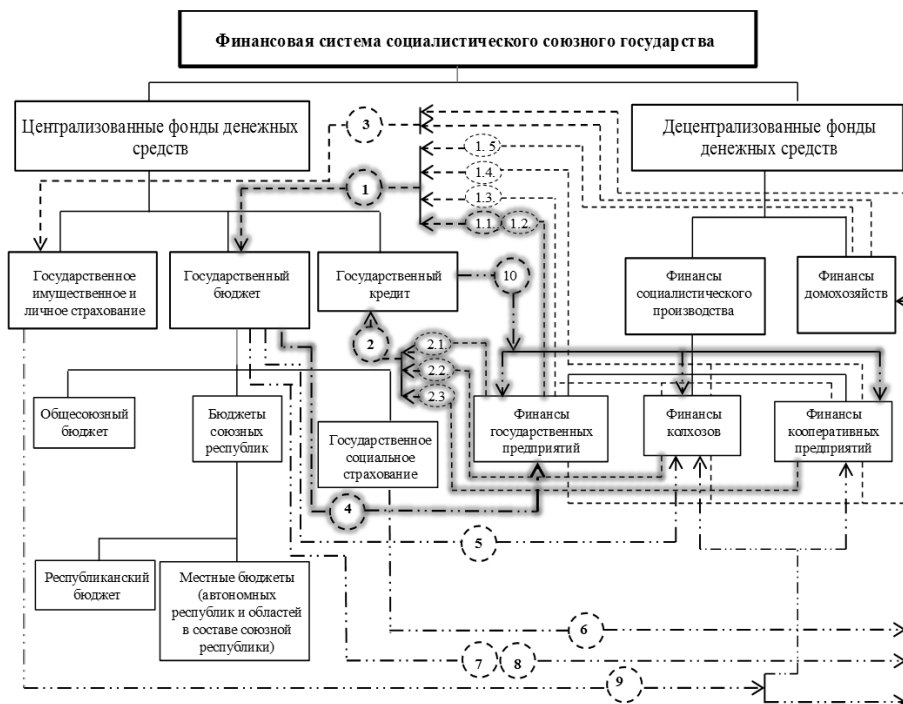 Финансовая система социалистического союзного государства
Централизованные фонды денежных
средств
3
Децентрализованные фонды
денежных средств
1.5
1.4.
1
1.3.
1.1.
1.2.
Государственное
имущественное и
личное страхование
Государственный
бюджет
Государственный
кредит
10
Финансы
социалистического
производства
Финансы
домохозяйств
2
2.1.
2.2
2.3
Общесоюзный
бюджет
Бюджеты
союзных
республик
Государственное
социальное
страхование
Финансы
государственных
предприятий
Финансы
колхозов
Финансы
кооперативных
предприятий
4
5
Республиканский
бюджет
Местные бюджеты
(автономных
республик и областей
в составе союзной
республики)
6
7
8
9